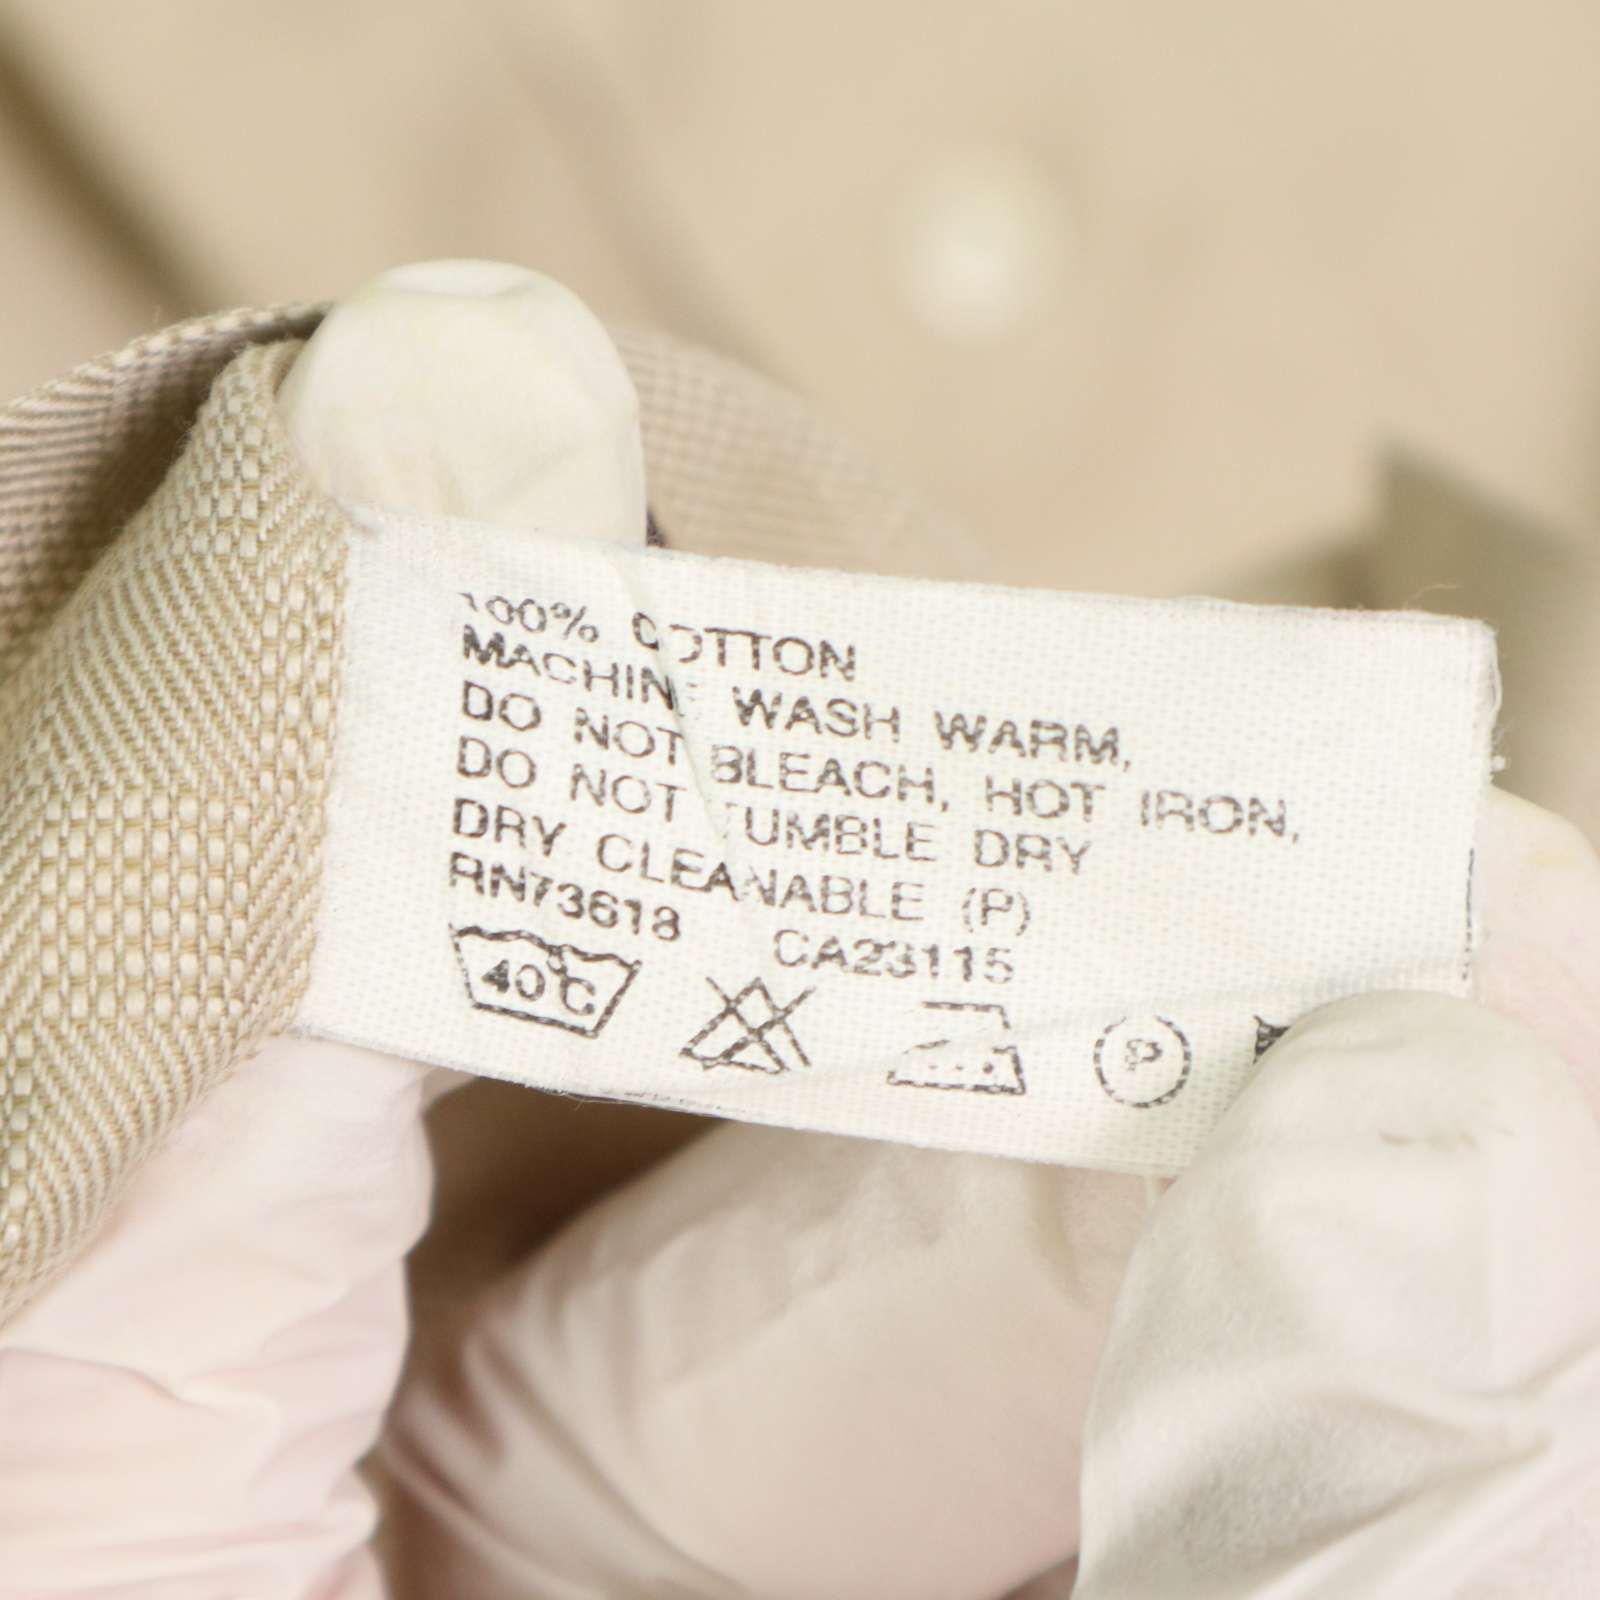 100% COTTON
MACHINE WASH WARM,
DO NOT BLEACH, HOT IRON,
DO NOT TUMBLE DRY
DRY CLEANABLE (P)
RN73618 CA23115
40°C
P